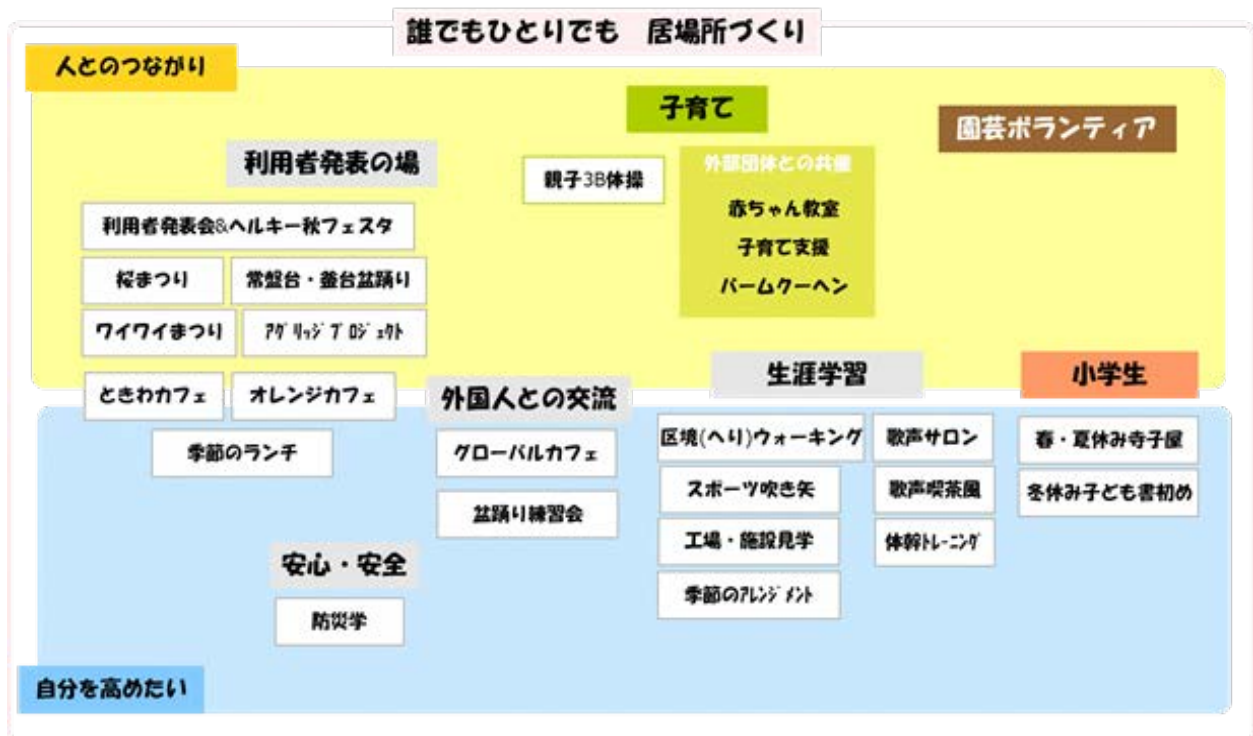 誰でもひとりでも 居場所づくり
人とのつながり
子育て
園芸ボランティア
利用者発表の場
親子3B体操
外部団体との共催
赤ちゃん教室
子育て支援
バームクーヘン
利用者発表会&ヘルキー秋フェスタ
桜まつり
常盤台・釜台盆踊り
ワイワイまつり
アグリッジプロジェクト
ときわカフェ
オレンジカフェ
季節のランチ
外国人との交流
グローバルカフェ
盆踊り練習会
生涯学習
区境(へり)ウォーキング
歌声サロン
スポーツ吹き矢
歌声喫茶風
工場・施設見学
体幹トレーニング
季節のアレンジメント
小学生
春・夏休み寺子屋
冬休み子ども書初め
安心・安全
防災学
自分を高めたい